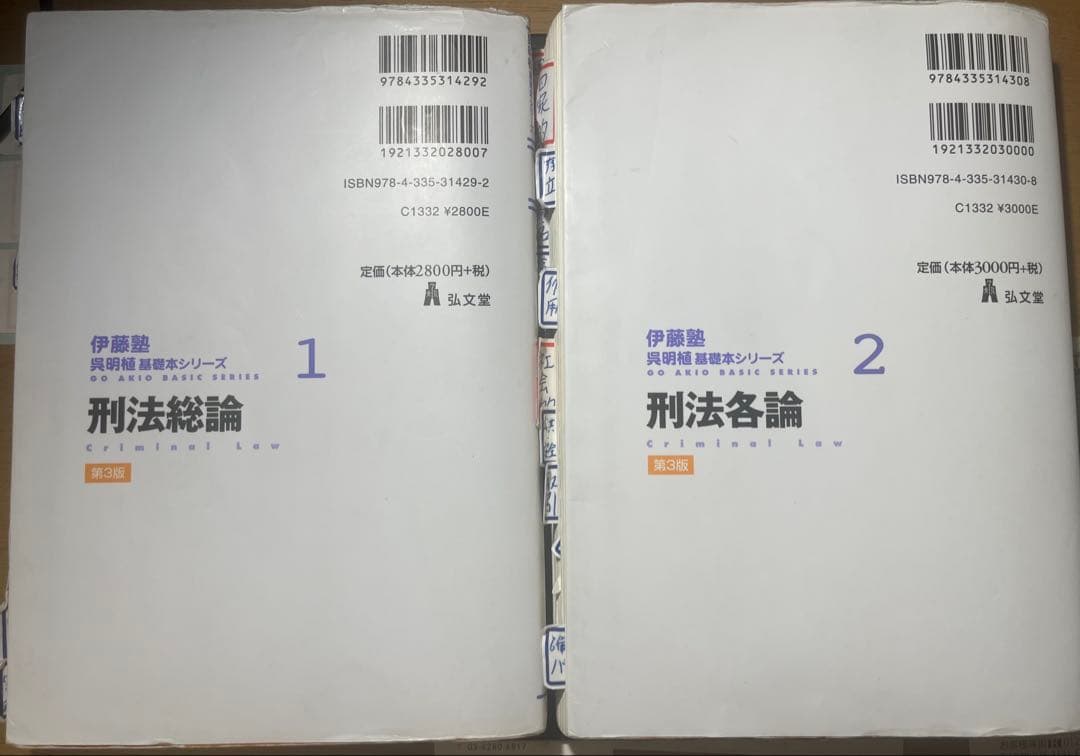 9784335314292
1921332028007
ISBN978-4-335-31429-2
C1332 ¥2800E
定価(本体2800円+税)
弘文堂
伊藤塾
呉明植 基礎本シリーズ 1
GO AKIO BASIC SERIES
刑法総論
Criminal Law
第3版
9784335314308
1921332030000
ISBN978-4-335-31430-8
C1332 ¥3000E
定価(本体3000円+税)
弘文堂
伊藤塾
呉明植 基礎本シリーズ 2
GO AKIO BASIC SERIES
刑法各論
Criminal Law
第3版